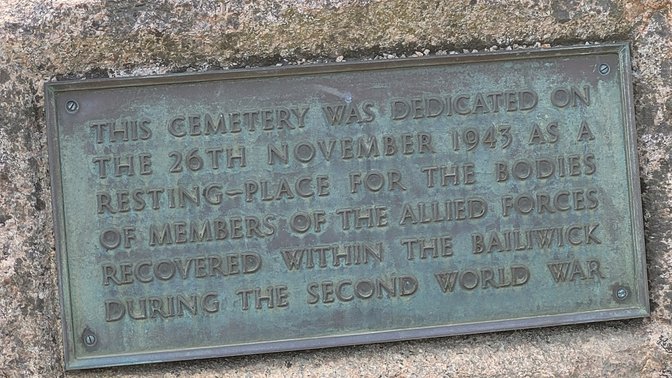 THIS CEMETERY WAS DEDICATED ON
THE 26TH NOVEMBER 1943 AS A
RESTING-PLACE FOR THE BODIES
OF MEMBERS OF THE ALLIED FORCES
RECOVERED WITHIN THE BAILIWICK
DURING THE SECOND WORLD WAR